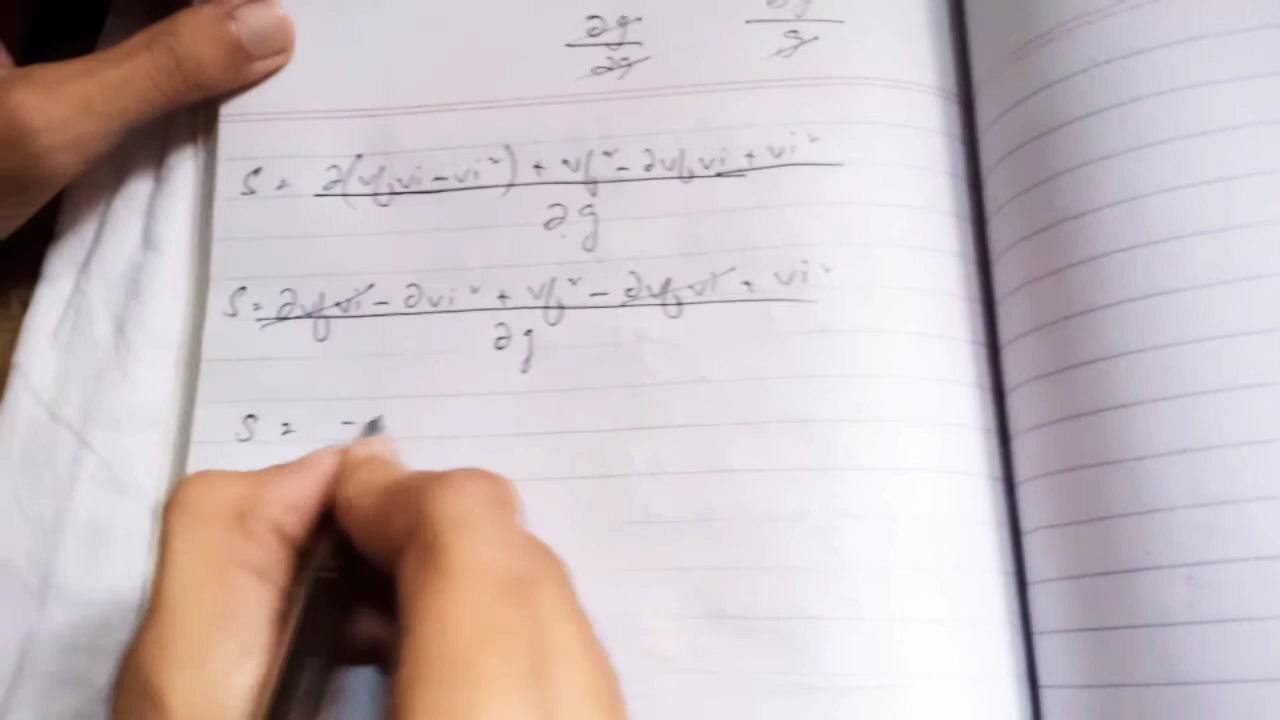 2g/2g 2g/g
S = 2(vfvi - vi²) + vf² - 2vfvi + vi² / 2g
S = 2vfvi - 2vi² + vf² - 2vfvi + vi² / 2g
S = -